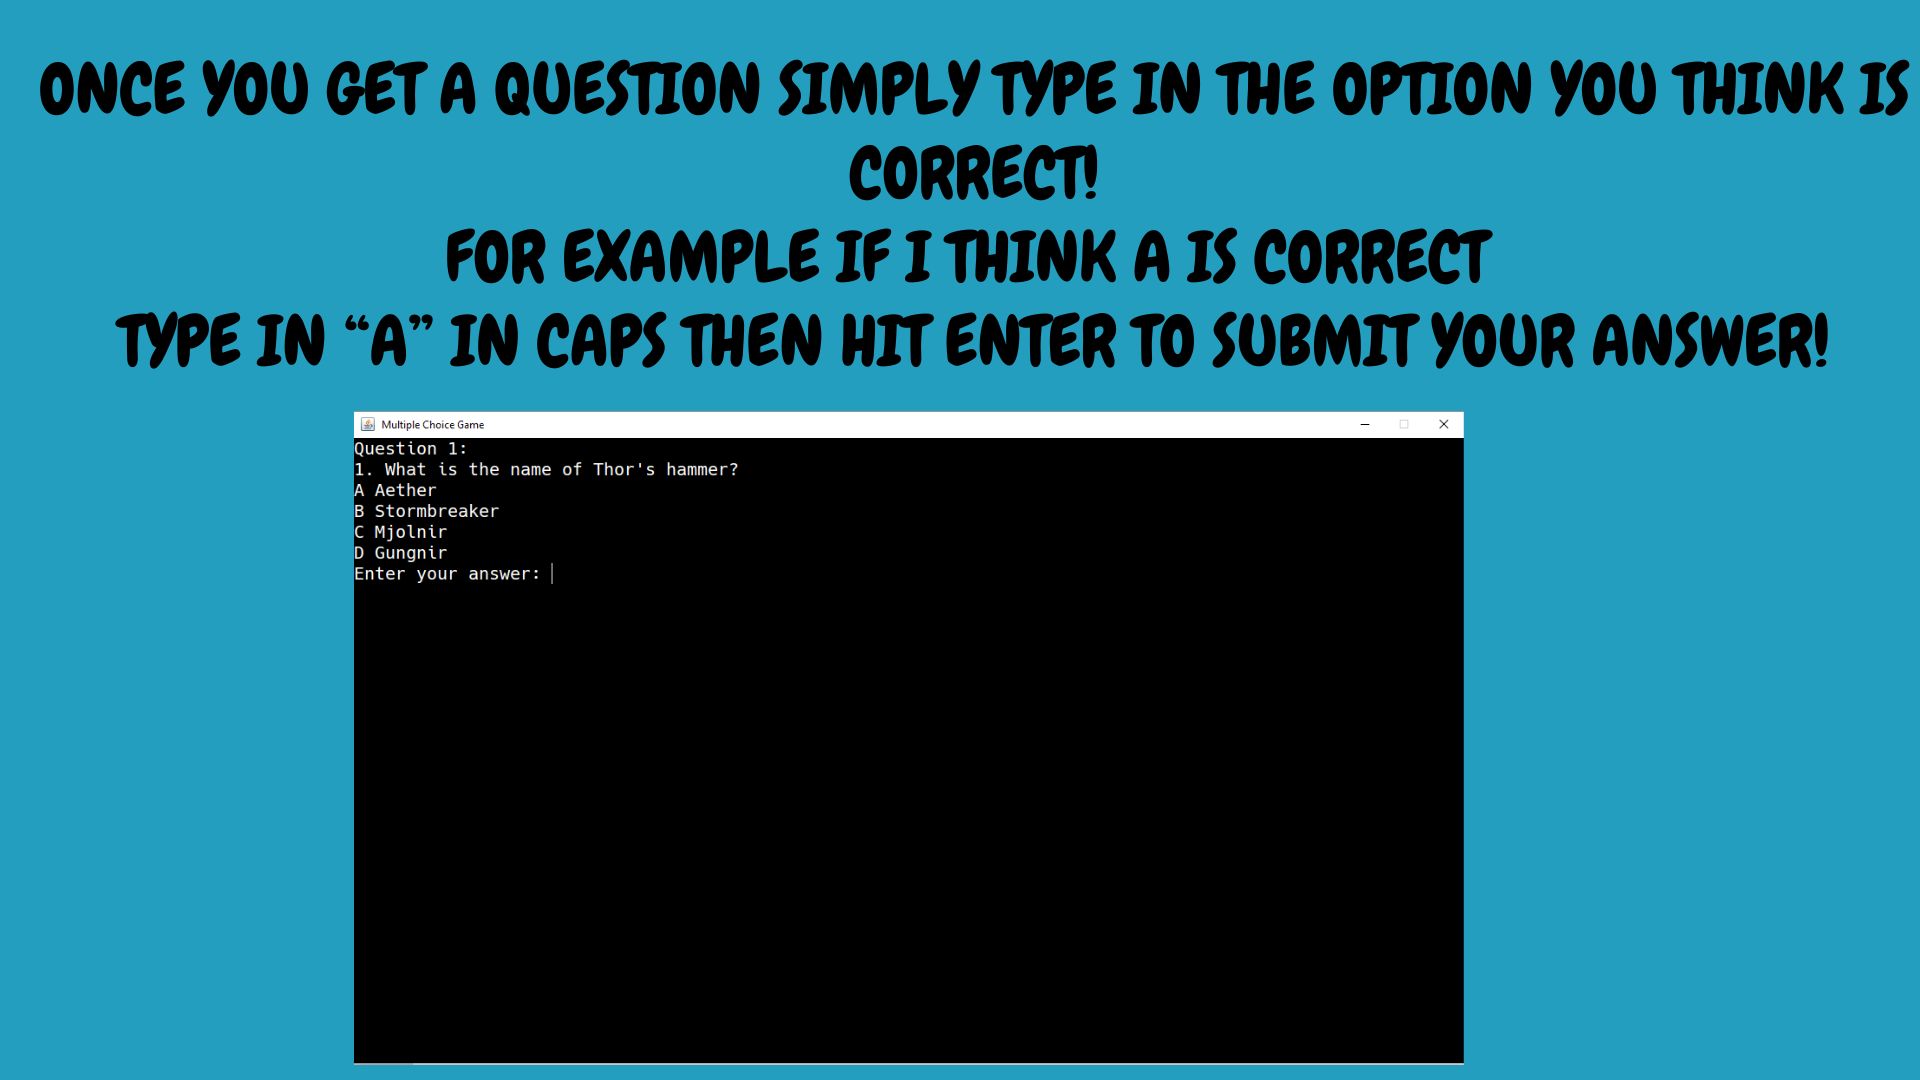 ONCE YOU GET A QUESTION SIMPLY TYPE IN THE OPTION YOU THINK IS
CORRECT!
FOR EXAMPLE IF I THINK A IS CORRECT
TYPE IN “A” IN CAPS THEN HIT ENTER TO SUBMIT YOUR ANSWER!
Multiple Choice Game
Question 1:
1. What is the name of Thor's hammer?
A Aether
B Stormbreaker
C Mjolnir
D Gungnir
Enter your answer: